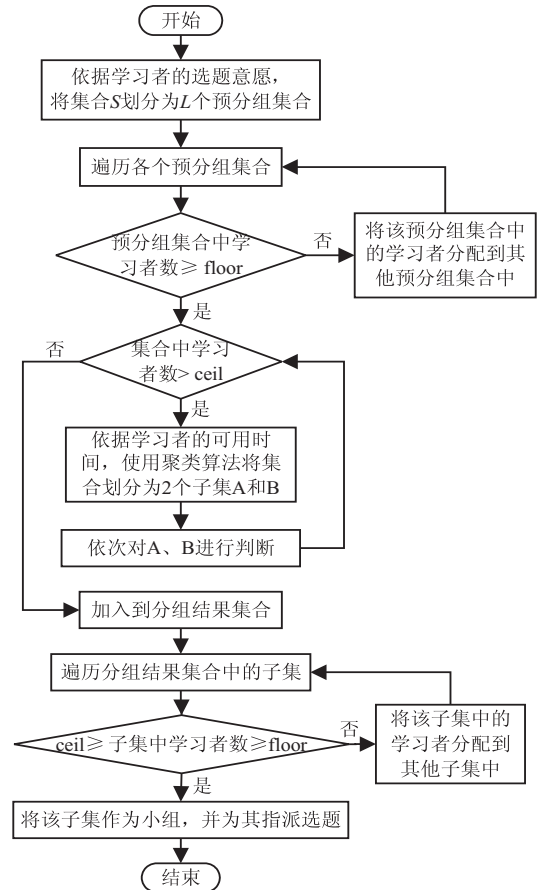 开始
依据学习者的选题意愿，
将集合S划分为L个预分组集合
遍历各个预分组集合
预分组集合中学
习者数≥ floor
否
将该预分组集合中
的学习者分配到其
他预分组集合中
是
否
集合中学习
者数> ceil
是
依据学习者的可用时
间，使用聚类算法将集
合划分为2个子集A和B
依次对A、B进行判断
加入到分组结果集合
遍历分组结果集合中的子集
ceil≥ 子集中学习者数≥floor
否
将该子集中的
学习者分配到
其他子集中
是
将该子集作为小组，并为其指派选题
结束